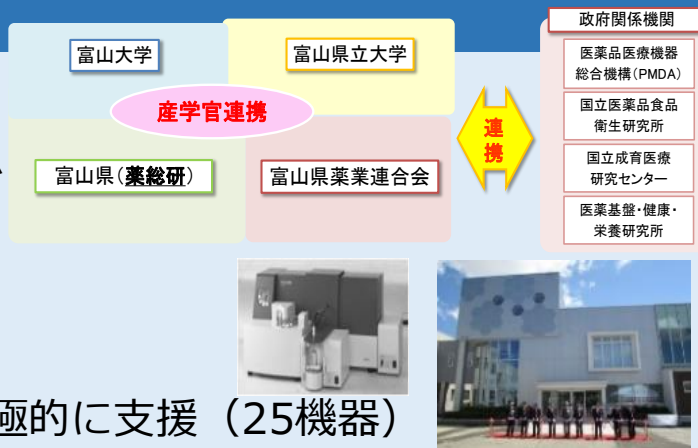 富山大学
富山県立大学
産学官連携
富山県(薬総研)
富山県薬業連合会
連
携
政府関係機関
医薬品医療機器
総合機構(PMDA)
国立医薬品食品
衛生研究所
国立成育医療
研究センター
医薬基盤・健康・
栄養研究所
極的に支援（25機器）